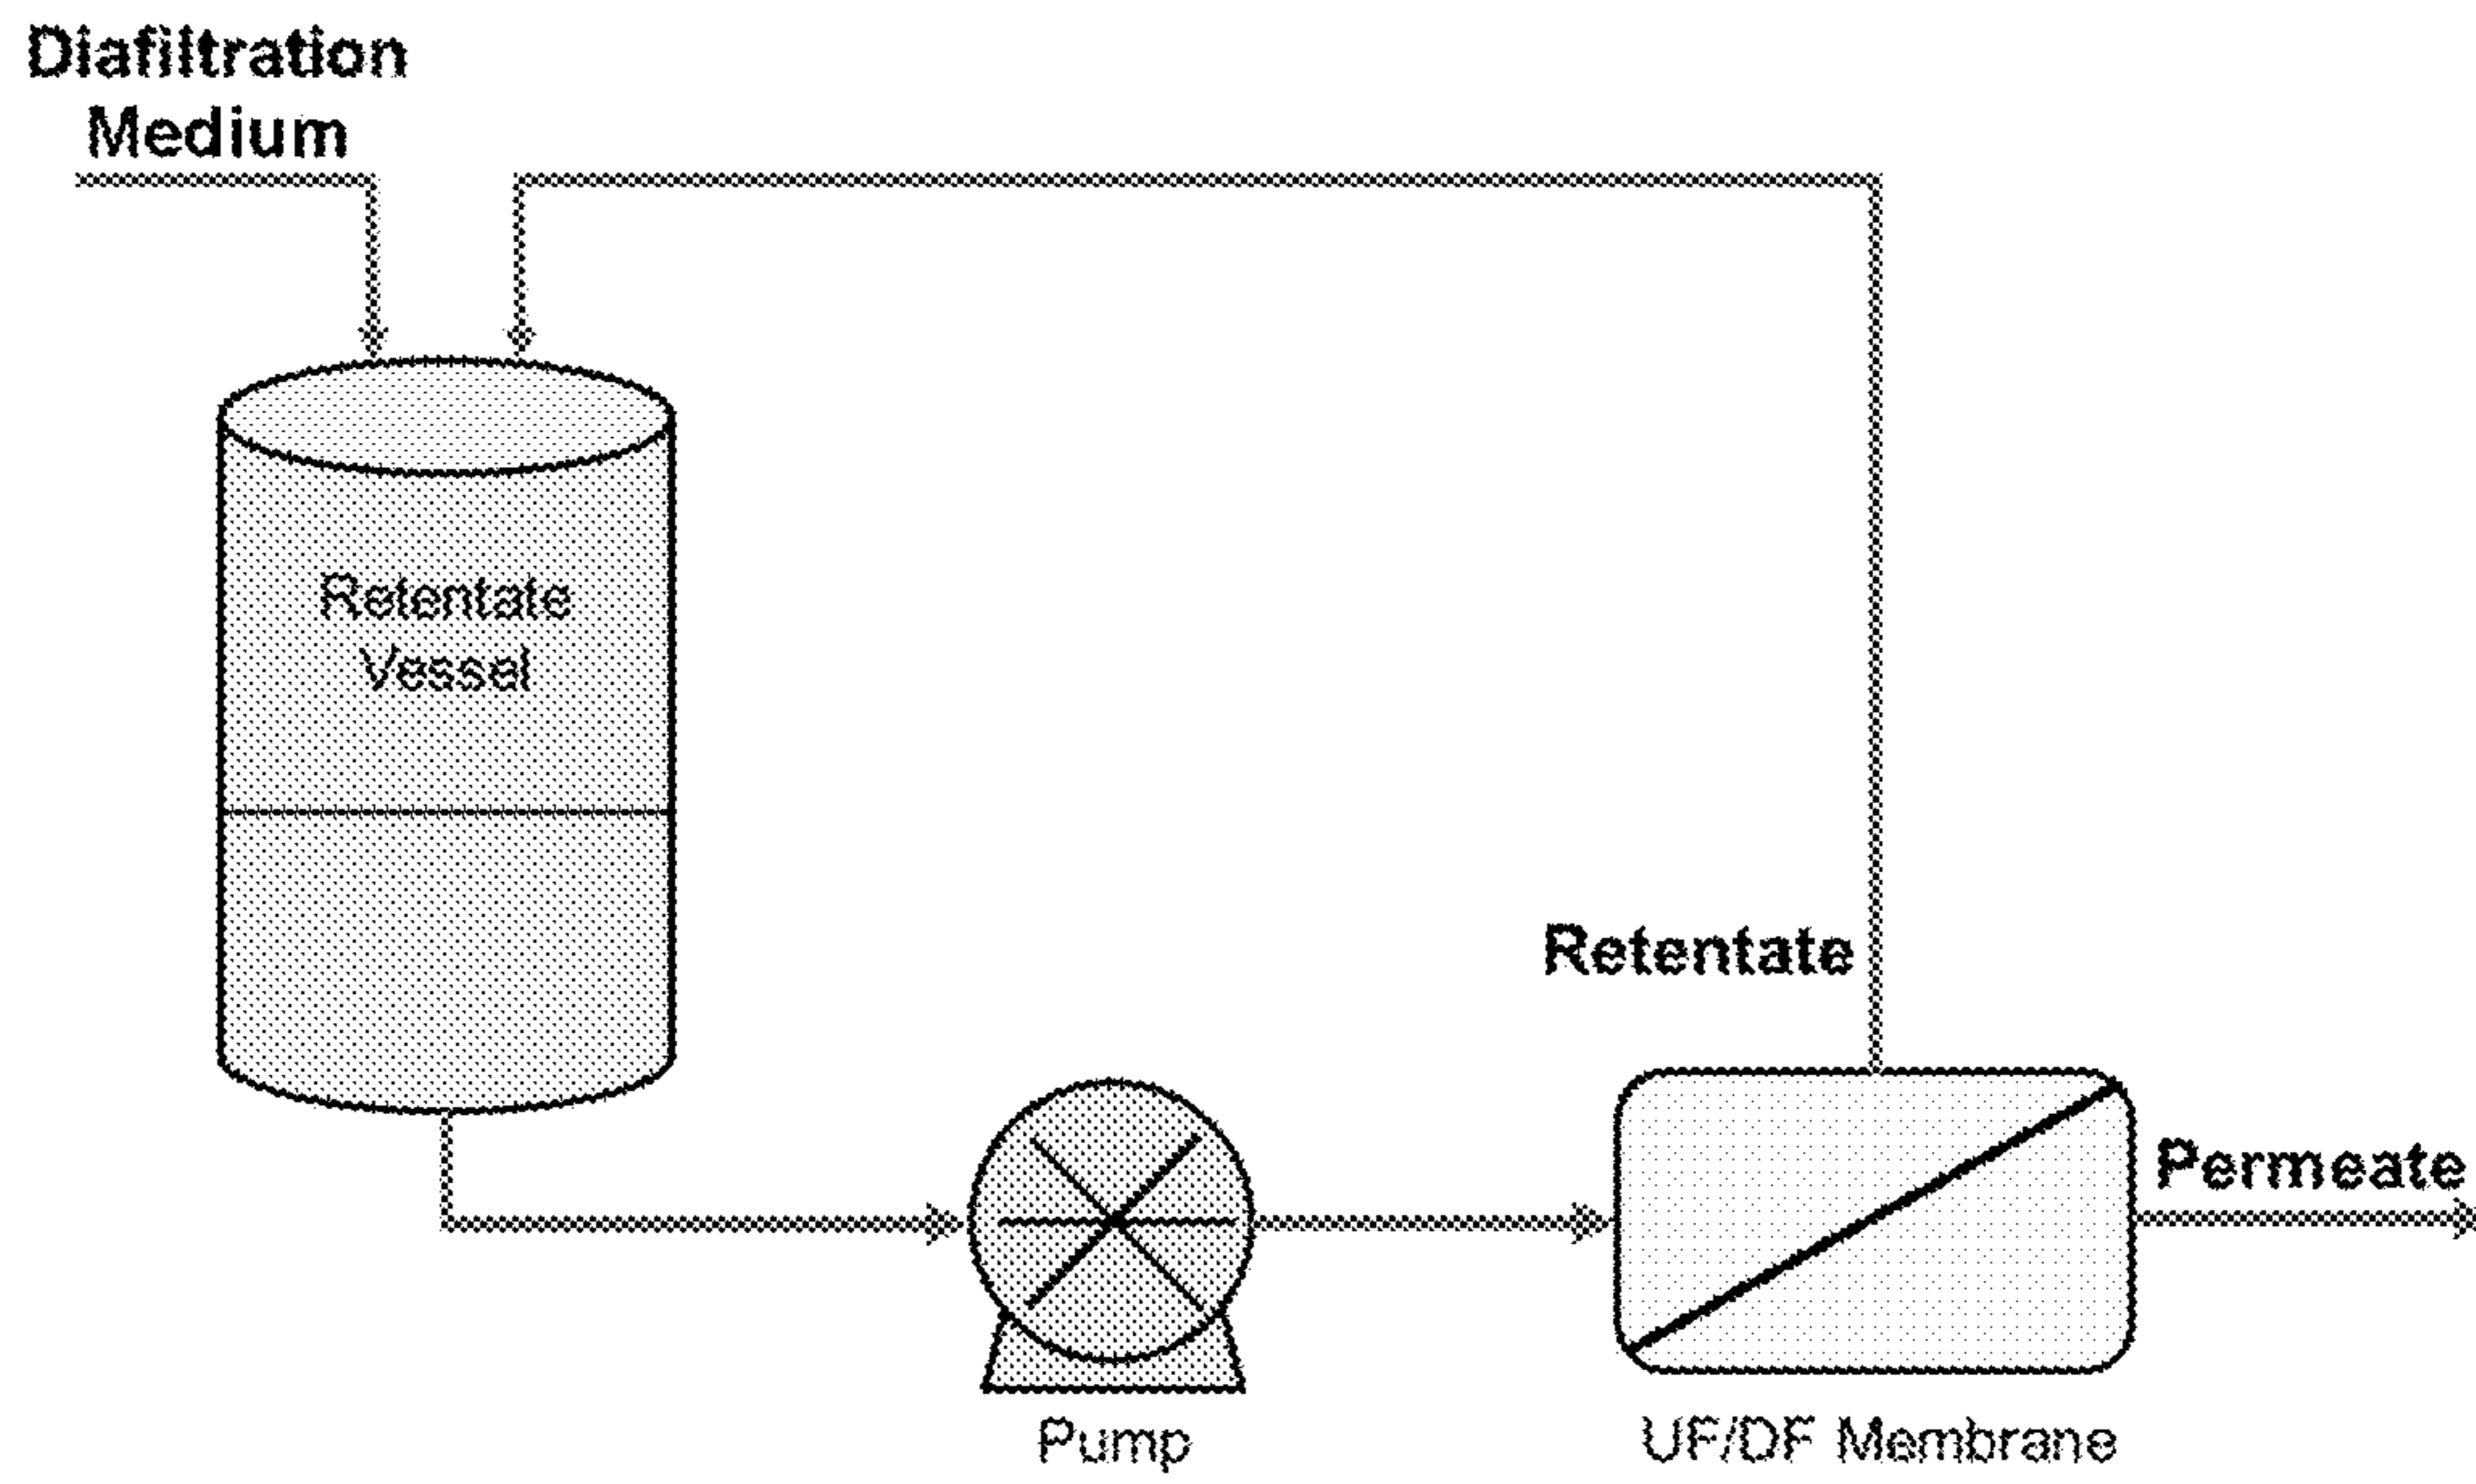 Diafiltration
Medium
Retentate
Vessel
Retentate
Permeate
Pump
UF/DF Membrane